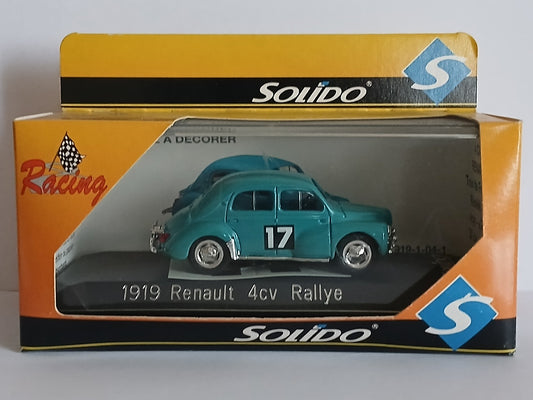 SOLIDO®
S
A DECORER
Racing
17
1919 Renault 4cv Rallye
SOLIDO®
S